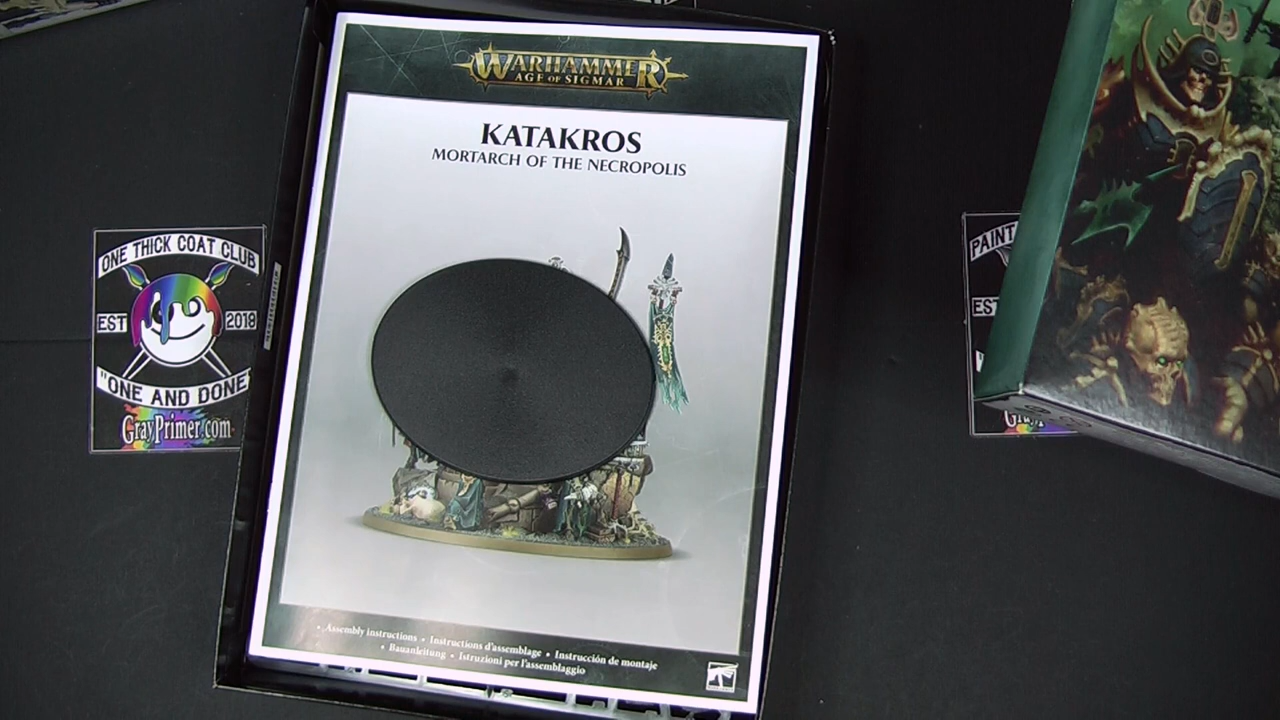 WARHAMMER
AGE OF SIGMAR
KATAKROS
MORTARCH OF THE NECROPOLIS
ONE THICK COAT CLUB
EST 2018
"ONE AND DONE"
GrayPrimer.com
PAINT
EST
• Assembly instructions • Instructions d'assemblage • Instrucción de montaje
• Bauanleitung • Istruzioni per l'assemblaggio